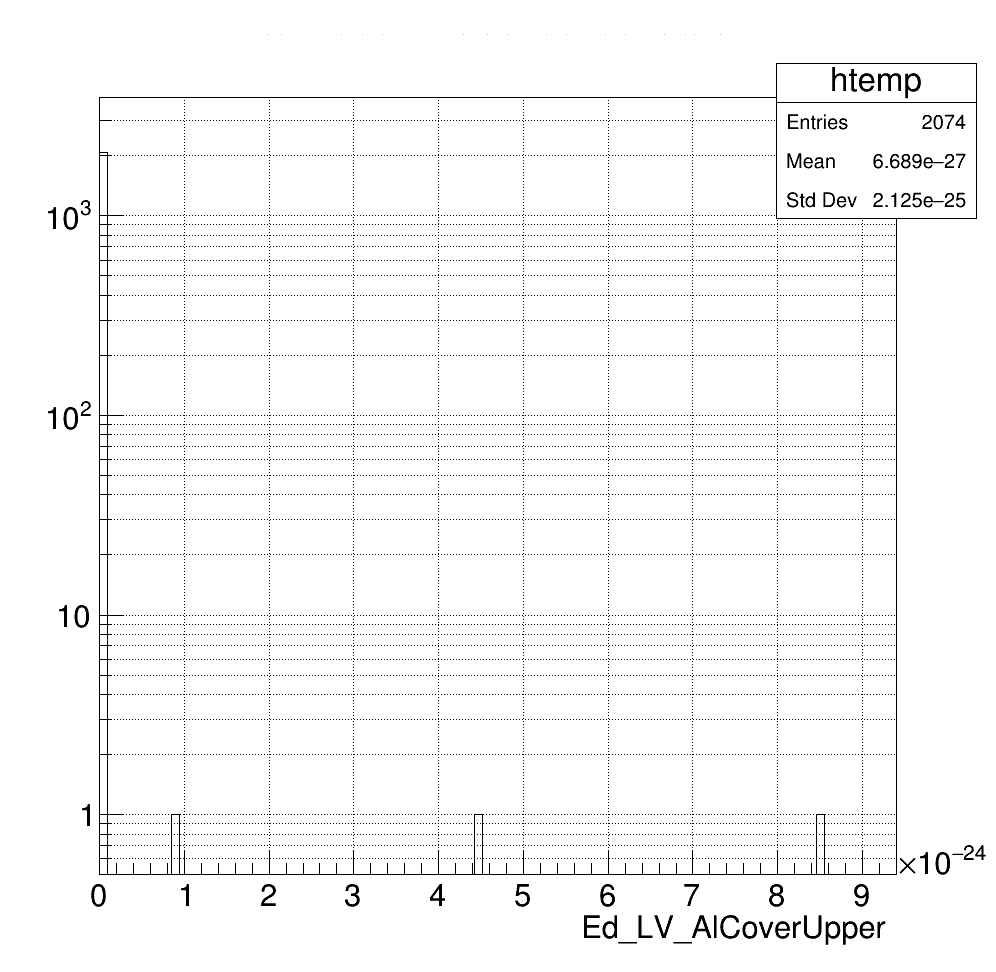 htemp
Entries 2074
Mean 6.689e−27
Std Dev 2.125e−25
10³
10²
10
1
0 1 2 3 4 5 6 7 8 9 ×10⁻²⁴
Ed_LV_AlCoverUpper